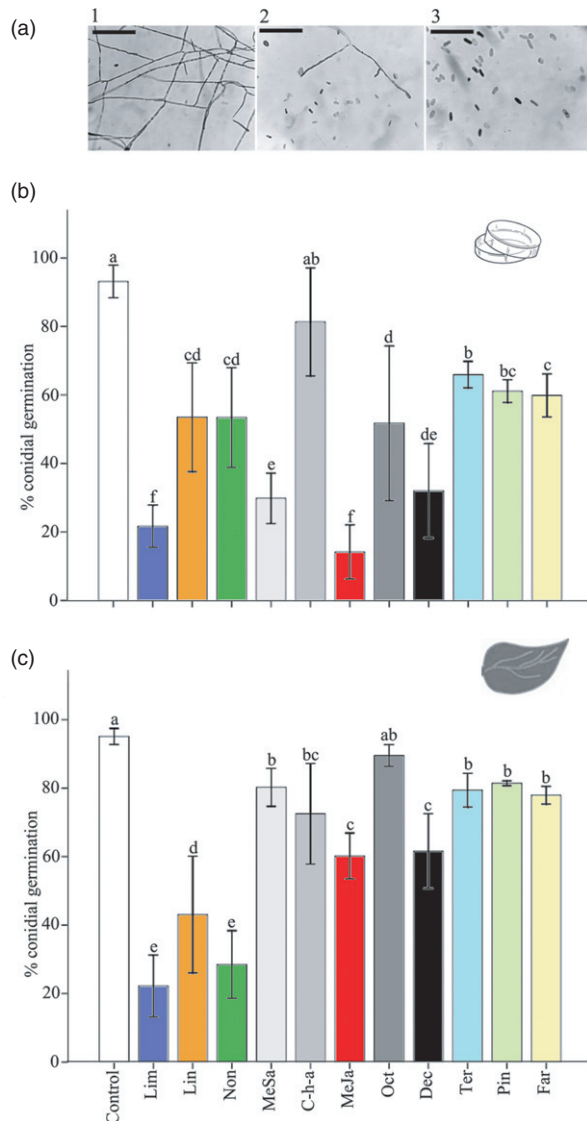 (a)
1 2 3
(b)
% conidial germination
100
80
60
40
20
0
a
f
cd
cd
e
ab
f
d
de
b
bc
c
(c)
% conidial germination
100
80
60
40
20
0
a
e
d
e
b
bc
c
ab
c
b
b
b
Control Lim Lin Non MeSa C-h-a MeJa Oct Dec Ter Pin Far